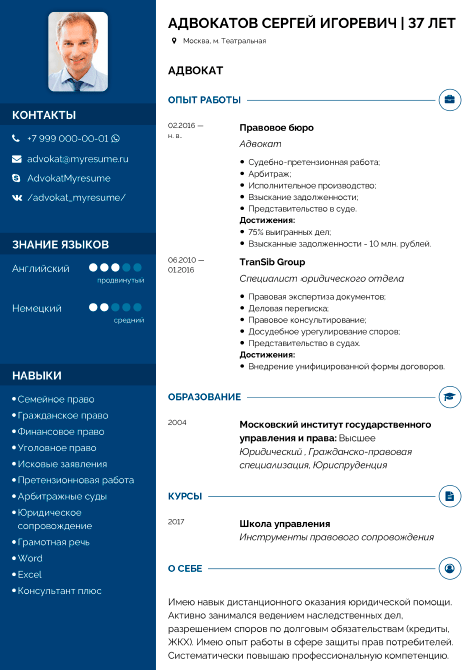 АДВОКАТОВ СЕРГЕЙ ИГОРЕВИЧ | 37 ЛЕТ
Москва, м. Театральная
АДВОКАТ
КОНТАКТЫ
+7 999 000-00-01
advokat@myresume.ru
AdvokatMyresume
/advokat_myresume/
ЗНАНИЕ ЯЗЫКОВ
Английский
продвинутый
Немецкий
средний
НАВЫКИ
Семейное право
Гражданское право
Финансовое право
Уголовное право
Исковые заявления
Претензионная работа
Арбитражные суды
Юридическое
сопровождение
Грамотная речь
Word
Excel
Консультант плюс
ОПЫТ РАБОТЫ
02.2016 —
н. в.
Правовое бюро
Адвокат
Судебно-претензионная работа;
Арбитраж;
Исполнительное производство;
Взыскание задолженности;
Представительство в суде.
Достижения:
75% выигранных дел;
Взысканные задолженности - 10 млн. рублей.
06.2010 —
01.2016
TranSib Group
Специалист юридического отдела
Правовая экспертиза документов;
Деловая переписка;
Правовое консультирование;
Досудебное урегулирование споров;
Представительство в судах.
Достижения:
Внедрение унифицированной формы договоров.
ОБРАЗОВАНИЕ
2004
Московский институт государственного
управления и права: Высшее
Юридический , Гражданско-правовая
специализация, Юриспруденция
КУРСЫ
2017
Школа управления
Инструменты правового сопровождения
О СЕБЕ
Имею навык дистанционного оказания юридической помощи.
Активно занимался ведением наследственных дел,
разрешением споров по долговым обязательствам (кредиты,
ЖКХ). Имею опыт работы в сфере защиты прав потребителей.
Систематически повышаю профессиональную компетенцию.